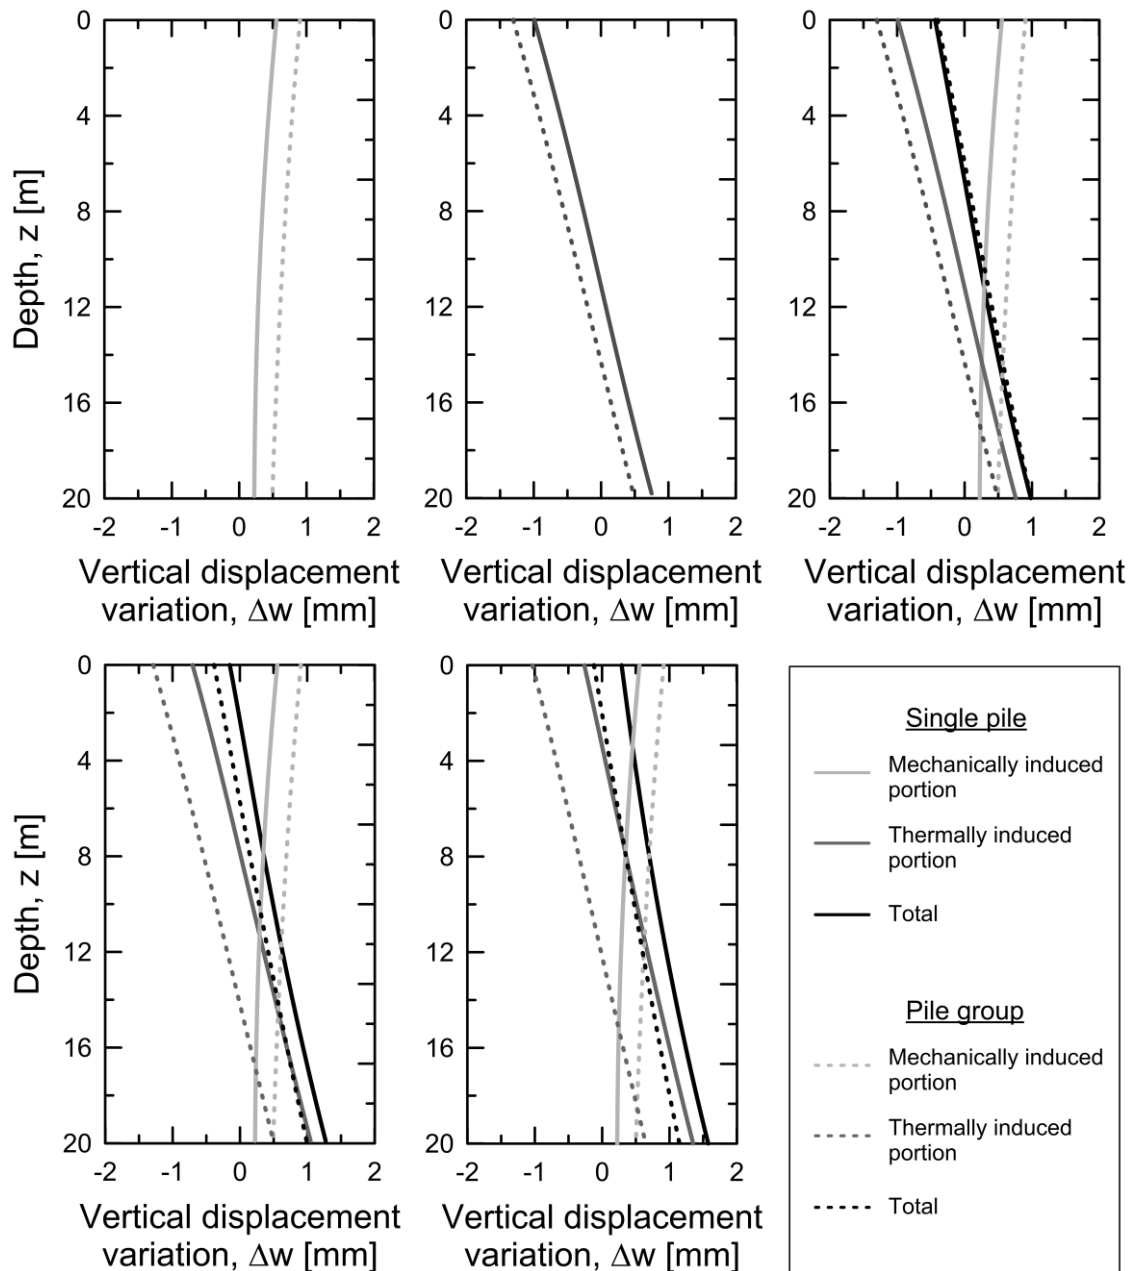 0
4
8
12
16
20
Depth, z [m]
-2 -1 0 1 2
Vertical displacement
variation, Δw [mm]
0
4
8
12
16
20
-2 -1 0 1 2
Vertical displacement
variation, Δw [mm]
0
4
8
12
16
20
-2 -1 0 1 2
Vertical displacement
variation, Δw [mm]
0
4
8
12
16
20
Depth, z [m]
-2 -1 0 1 2
Vertical displacement
variation, Δw [mm]
0
4
8
12
16
20
-2 -1 0 1 2
Vertical displacement
variation, Δw [mm]
Single pile
Mechanically induced
portion
Thermally induced
portion
Total
Pile group
Mechanically induced
portion
Thermally induced
portion
Total